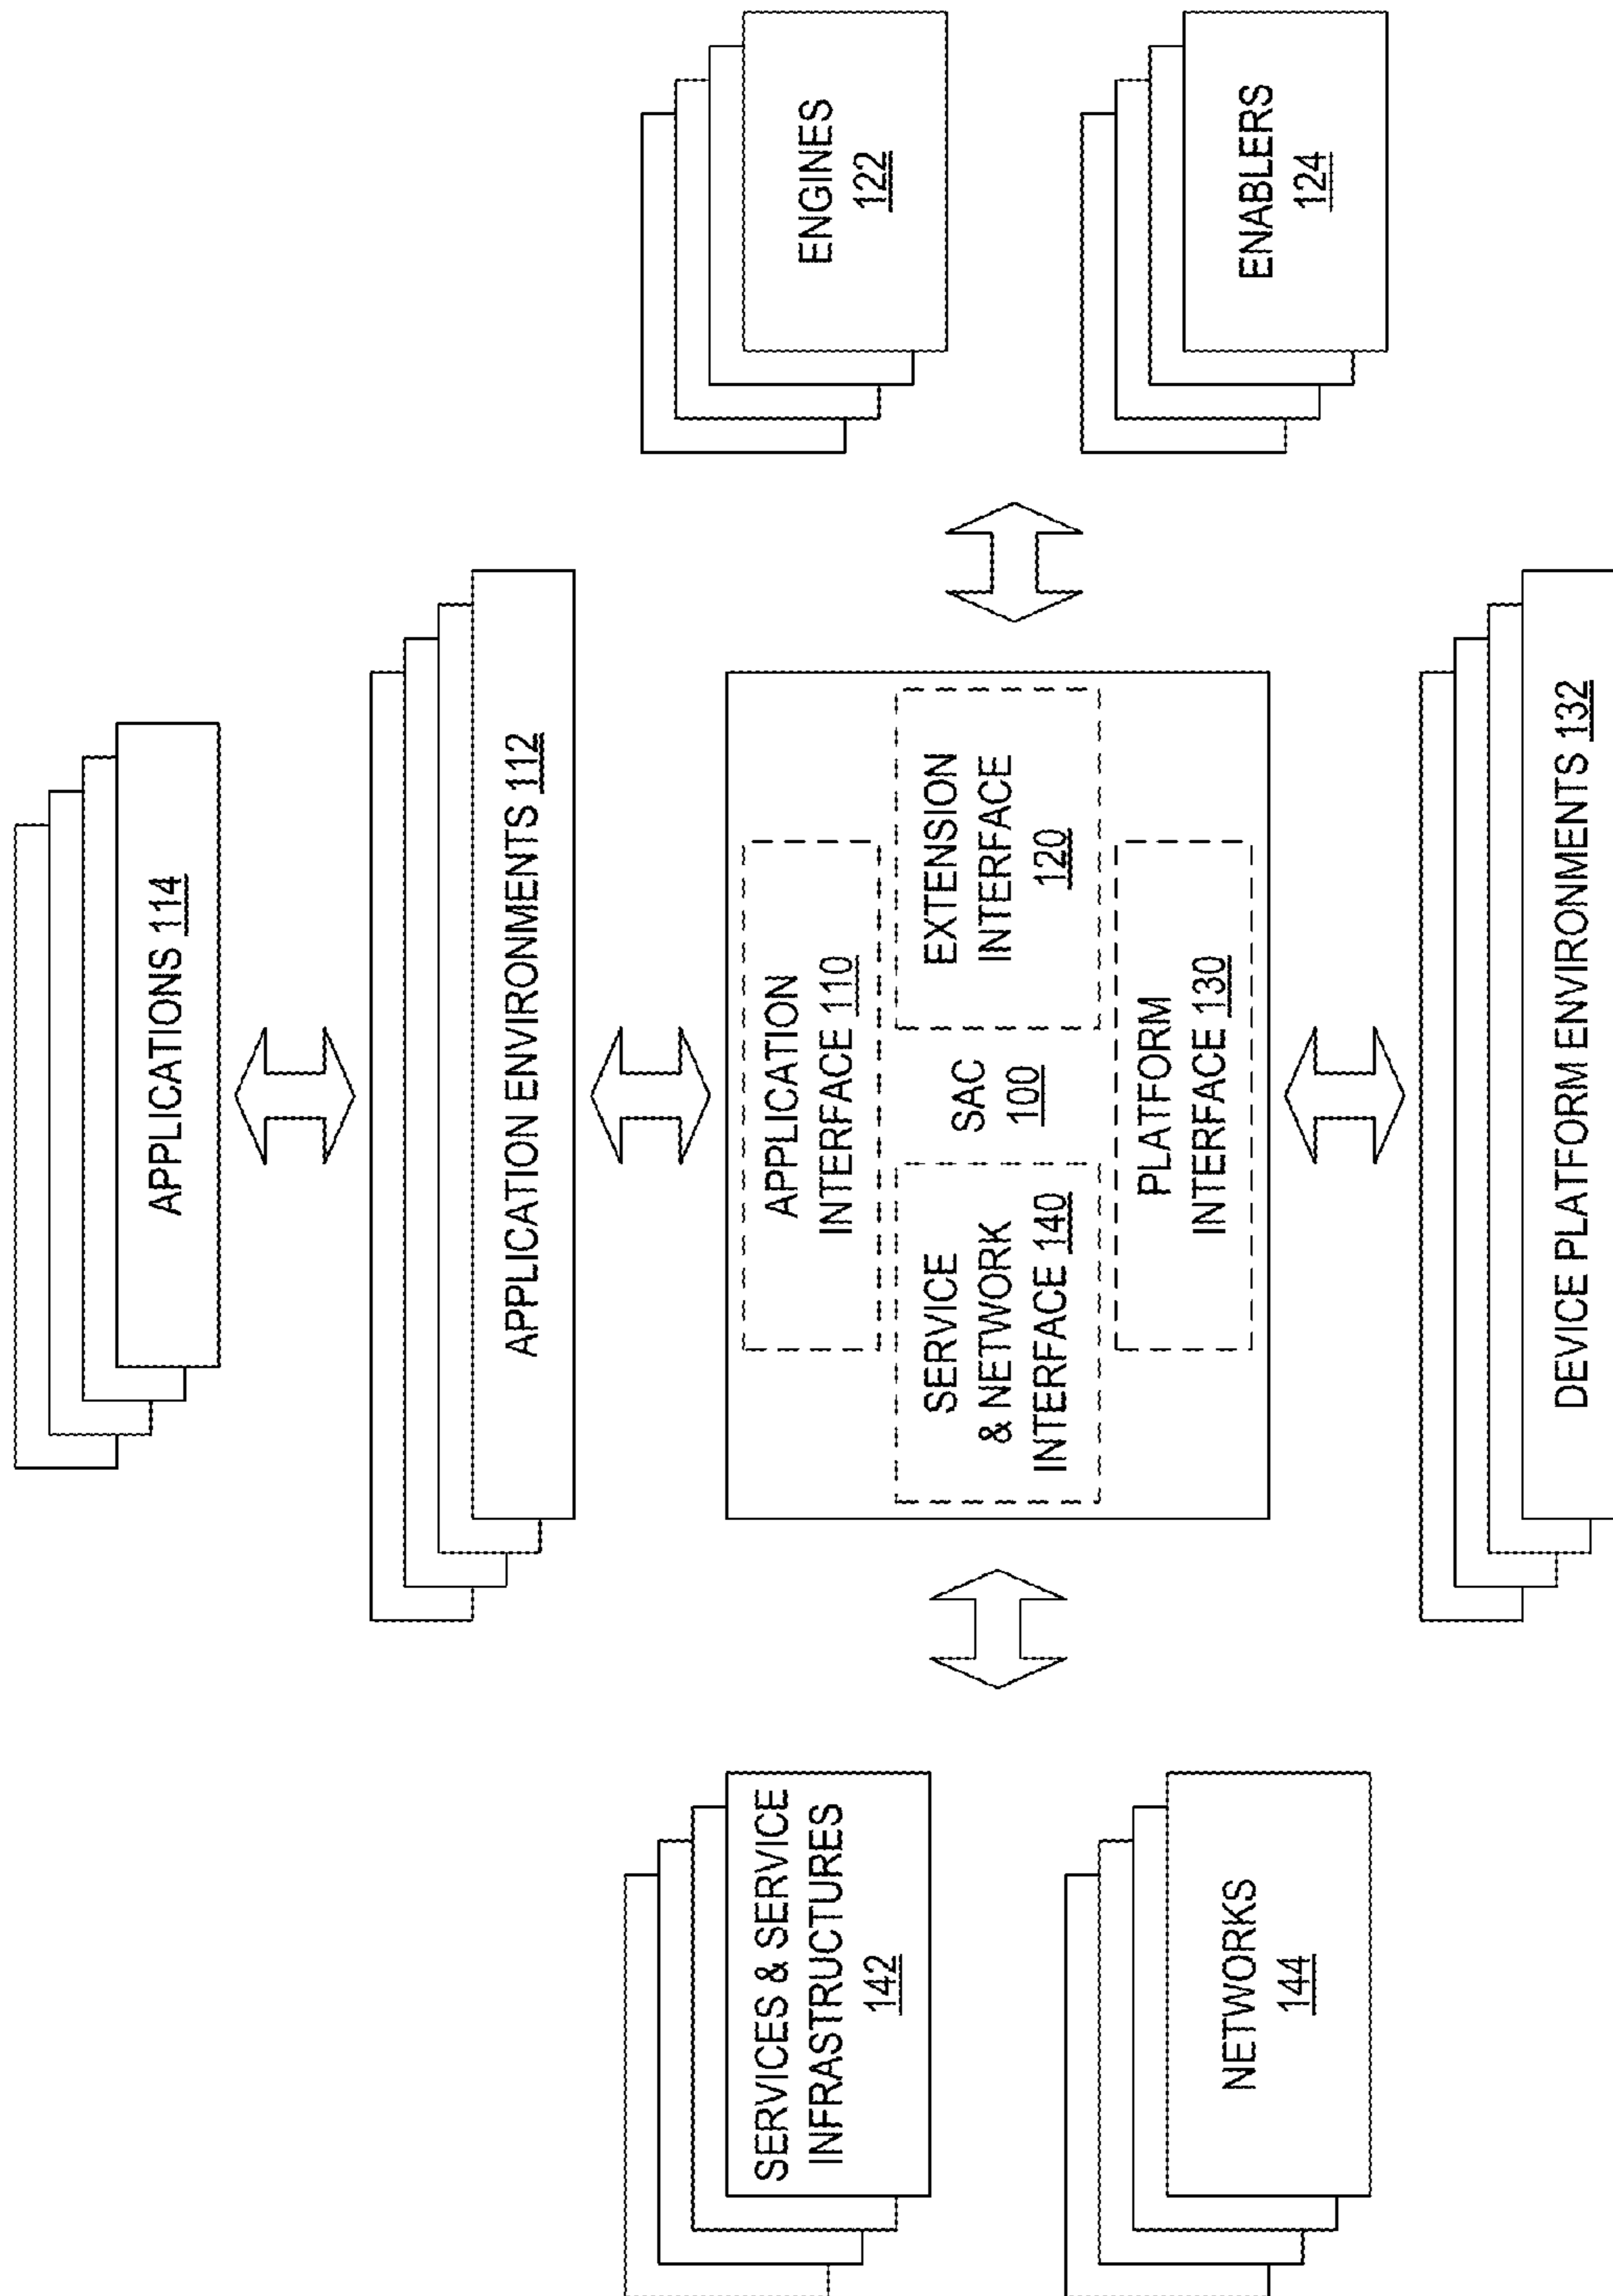 APPLICATIONS 114
APPLICATION ENVIRONMENTS 112
SERVICES & SERVICE
INFRASTRUCTURES
142
NETWORKS
144
APPLICATION
INTERFACE 110
SERVICE
& NETWORK
INTERFACE 140
SAC
100
EXTENSION
INTERFACE
120
PLATFORM
INTERFACE 130
ENGINES
122
ENABLERS
124
DEVICE PLATFORM ENVIRONMENTS 132